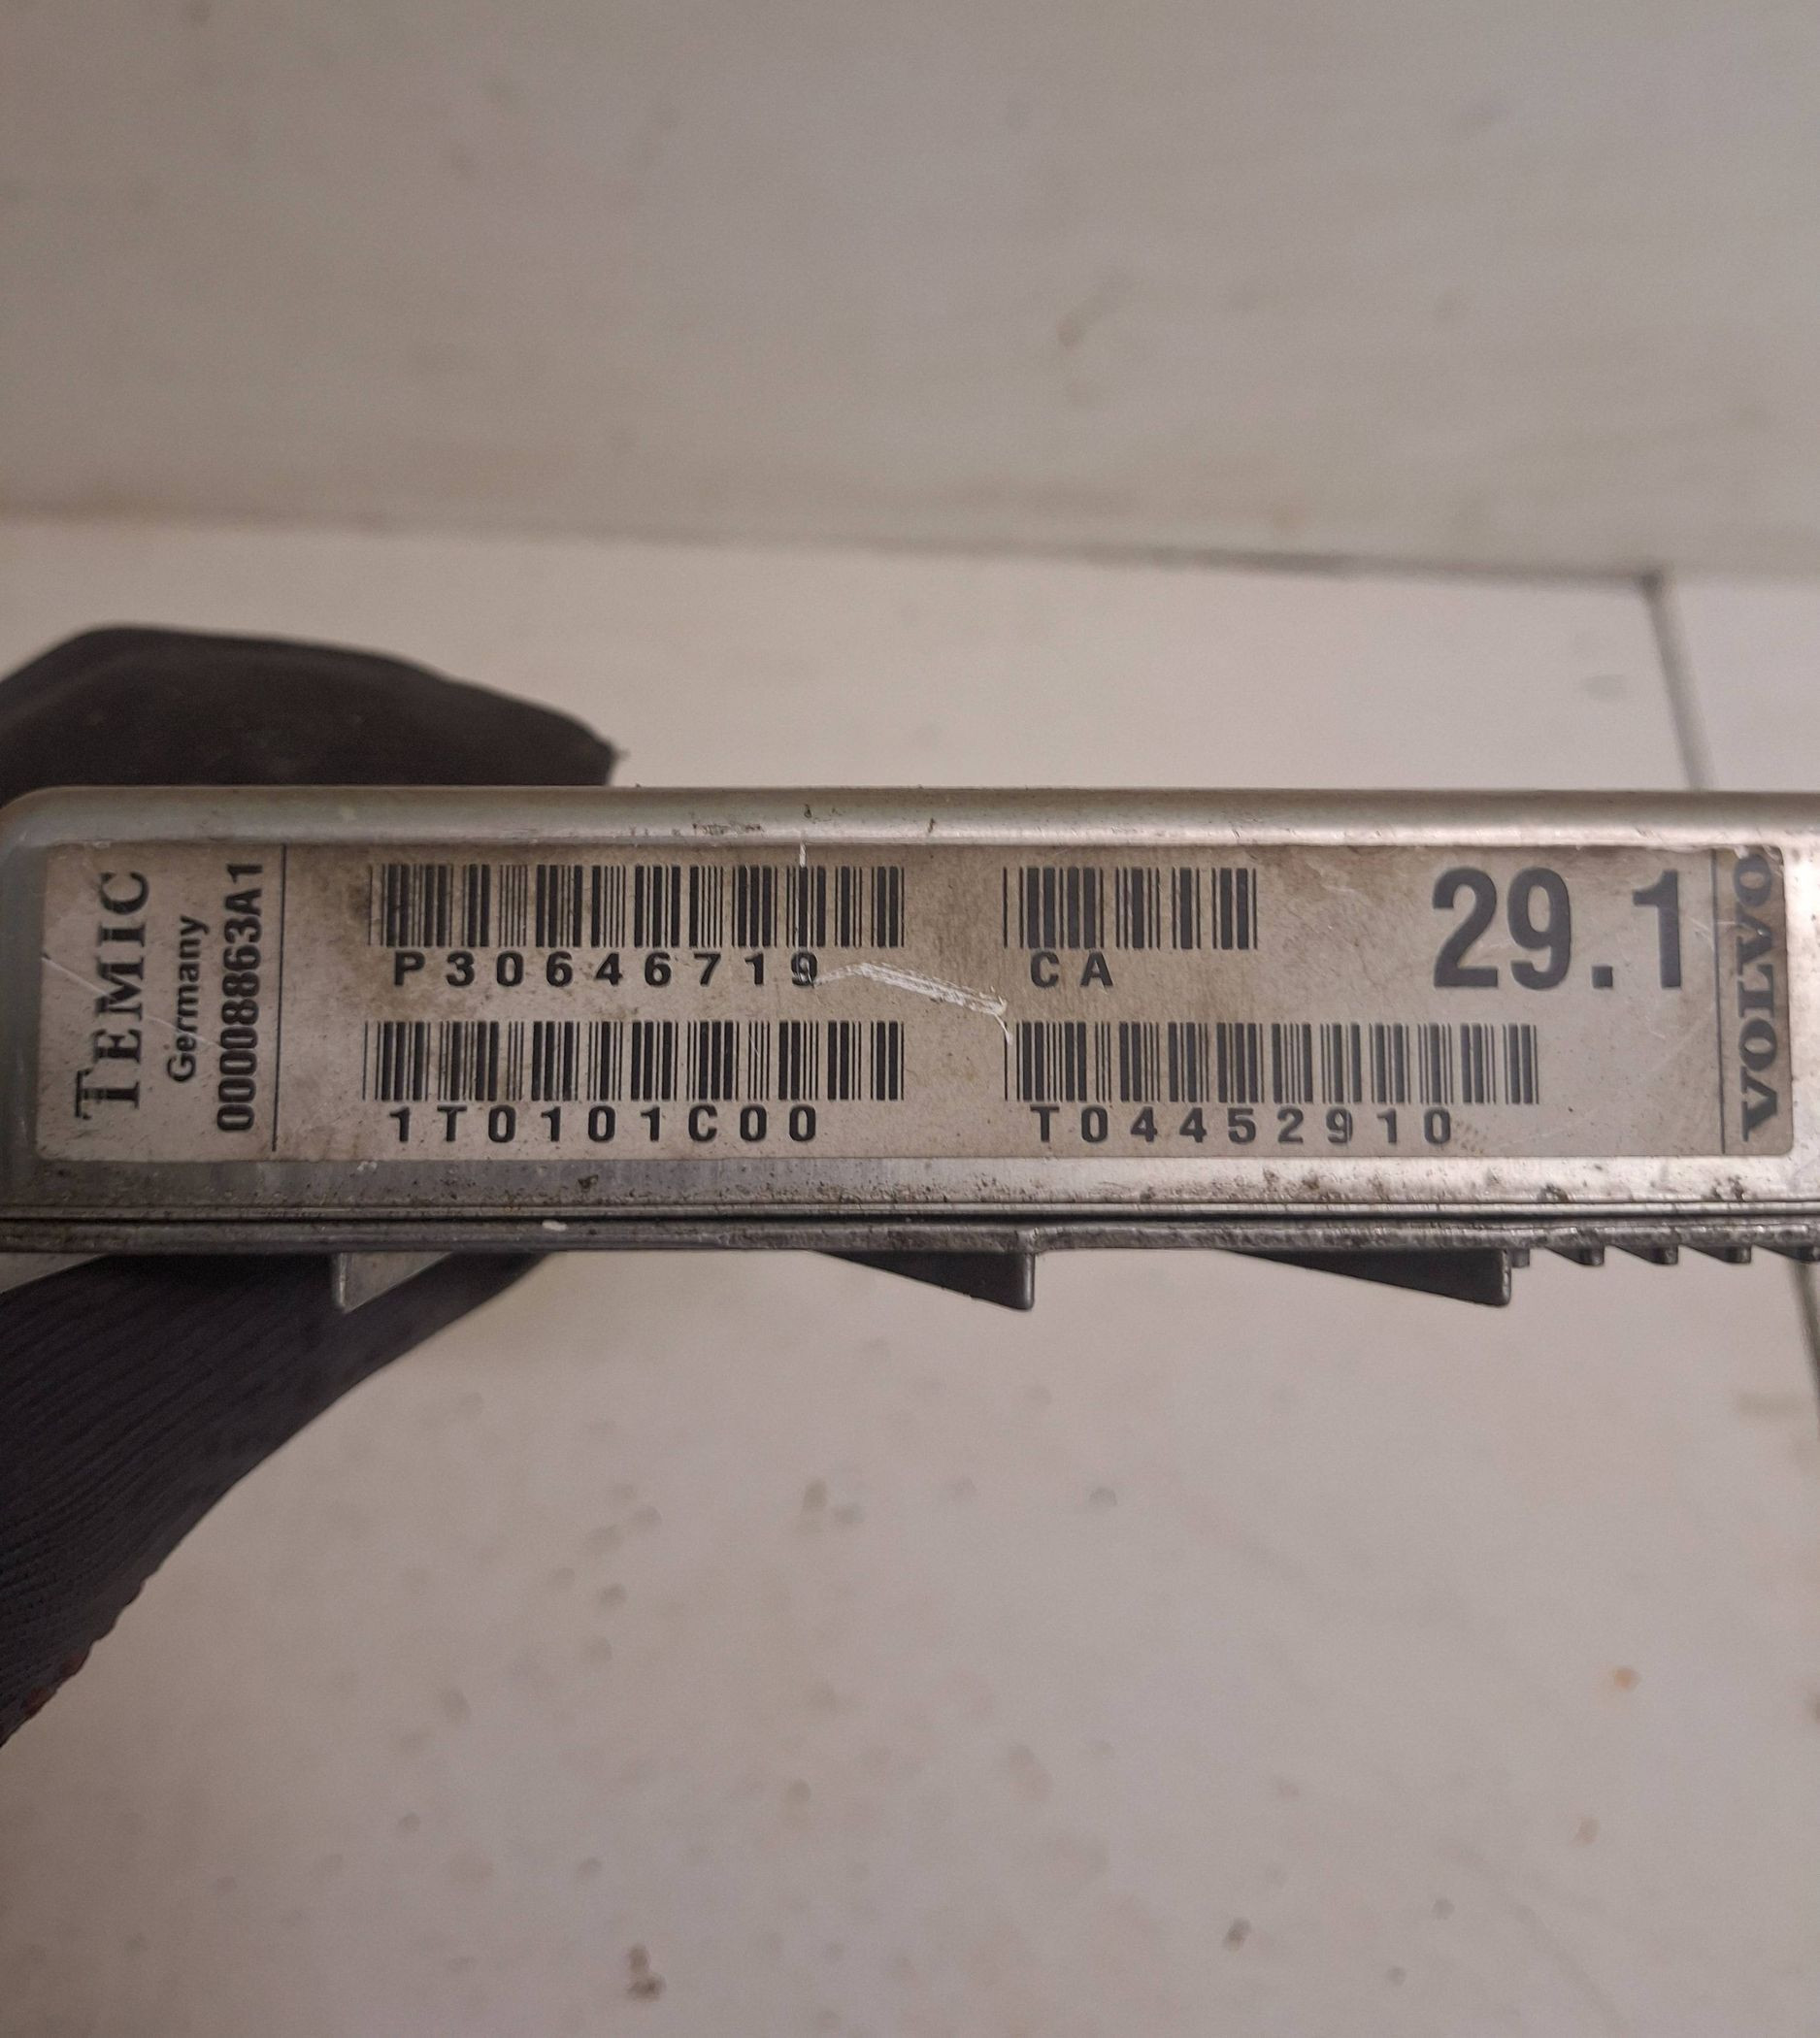 TEMIC
Germany
00008863A1
P30646719
CA
29.1
1T0101C00
T04452910
VOLVO